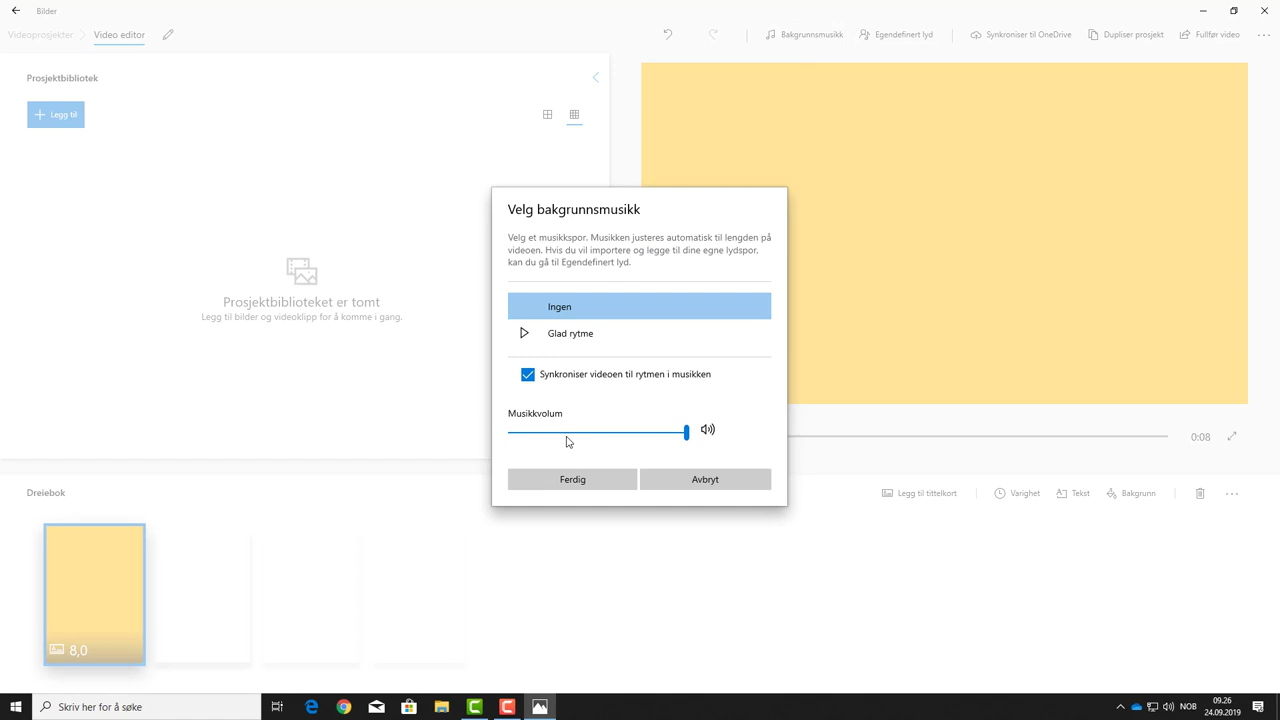 Bilder
Videoprosjekter
Video editor
Bakgrunnsmusikk
Egendefinert lyd
Synkroniser til OneDrive
Dupliser prosjekt
Fullfør video
Prosjektbibliotek
Legg til
Prosjektbiblioteket er tomt
Legg til bilder og videoklipp for å komme i gang.
Velg bakgrunnsmusikk
Velg et musikkspor. Musikken justeres automatisk til lengden på
videoen. Hvis du vil importere og legge til dine egne lydspor,
kan du gå til Egendefinert lyd.
Ingen
Glad rytme
Synkroniser videoen til rytmen i musikken
Musikkvolum
Ferdig
Avbryt
0:08
Dreiebok
Legg til tittelkort
Varighet
Tekst
Bakgrunn
8,0
Skriv her for å søke
NOB
09.26
24.09.2019